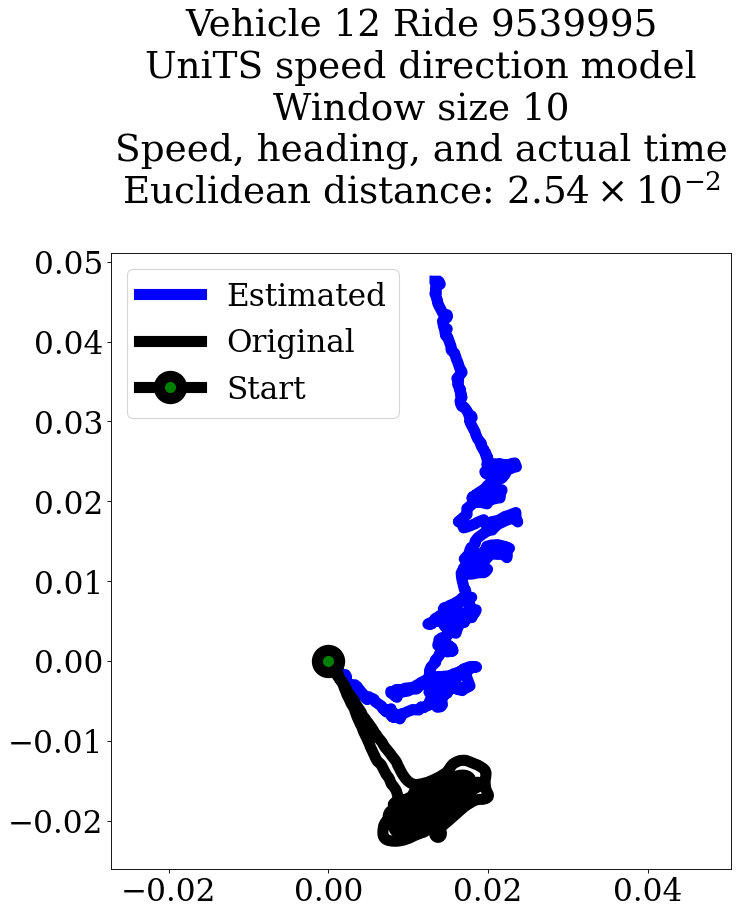 Vehicle 12 Ride 9539995
UniTS speed direction model
Window size 10
Speed, heading, and actual time
Euclidean distance: 2.54 × 10⁻²
0.05
Estimated
0.04
Original
Start
0.03
0.02
0.01
0.00
−0.01
−0.02
−0.02 0.00 0.02 0.04